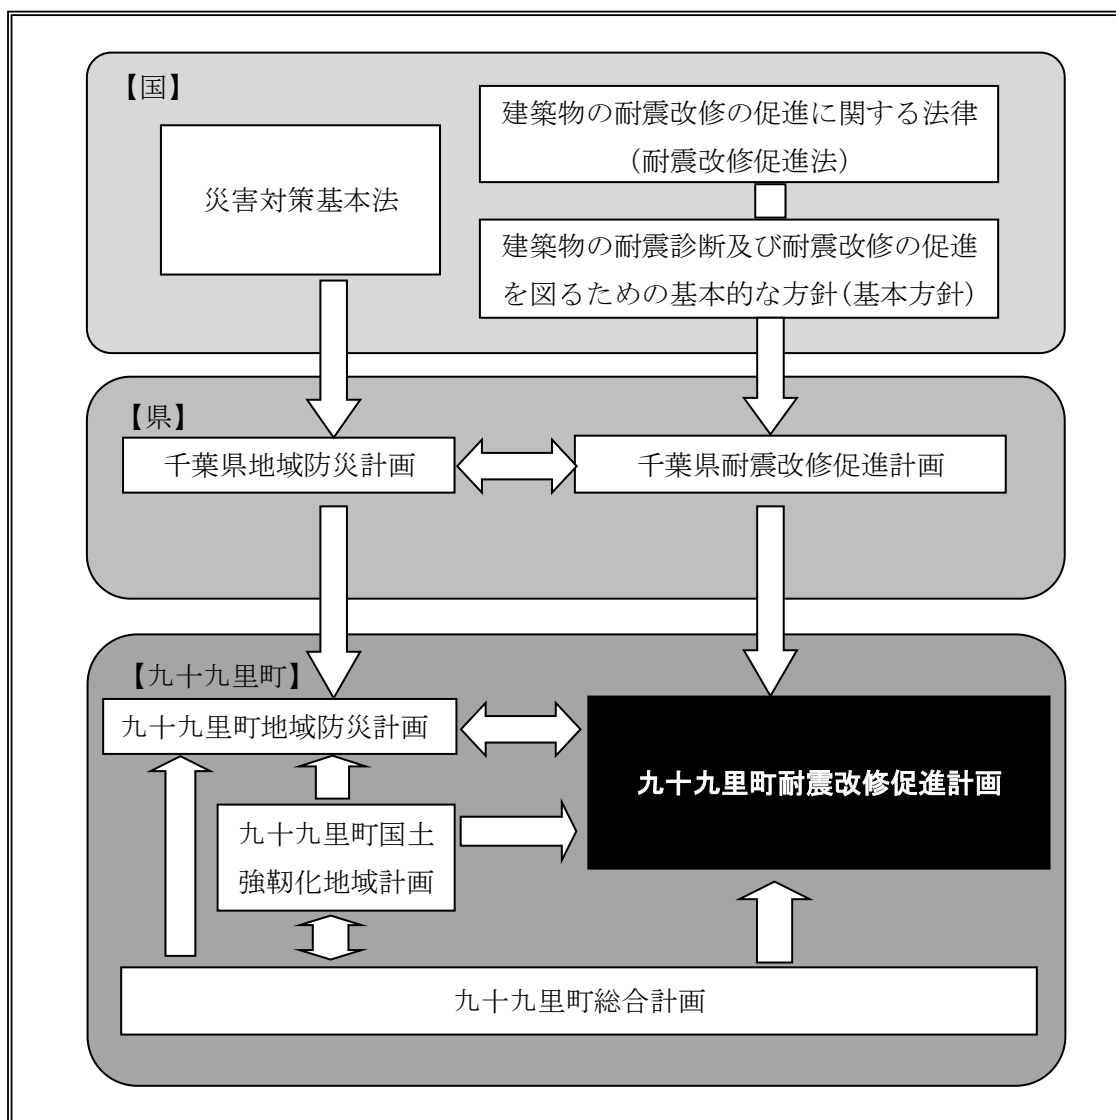 【国】
災害対策基本法
建築物の耐震改修の促進に関する法律
(耐震改修促進法)
建築物の耐震診断及び耐震改修の促進
を図るための基本的な方針(基本方針)
【県】
千葉県地域防災計画
千葉県耐震改修促進計画
【九十九里町】
九十九里町地域防災計画
九十九里町耐震改修促進計画
九十九里町国土
強靭化地域計画
九十九里町総合計画